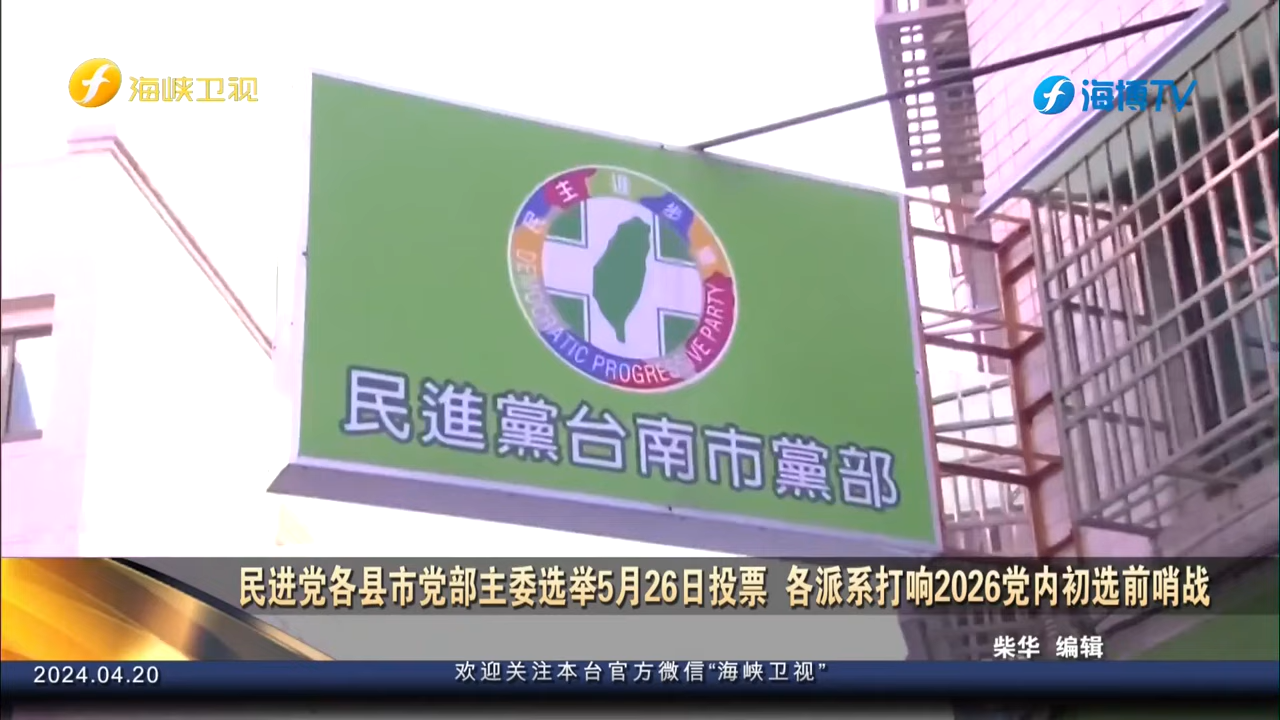 海峡卫视
海博TV
民主進步黨
DEMOCRATIC PROGRESSIVE PARTY
民進黨台南市黨部
民进党各县市党部主委选举5月26日投票 各派系打响2026党内初选前哨战
柴华 编辑
2024.04.20
欢迎关注本台官方微信“海峡卫视”